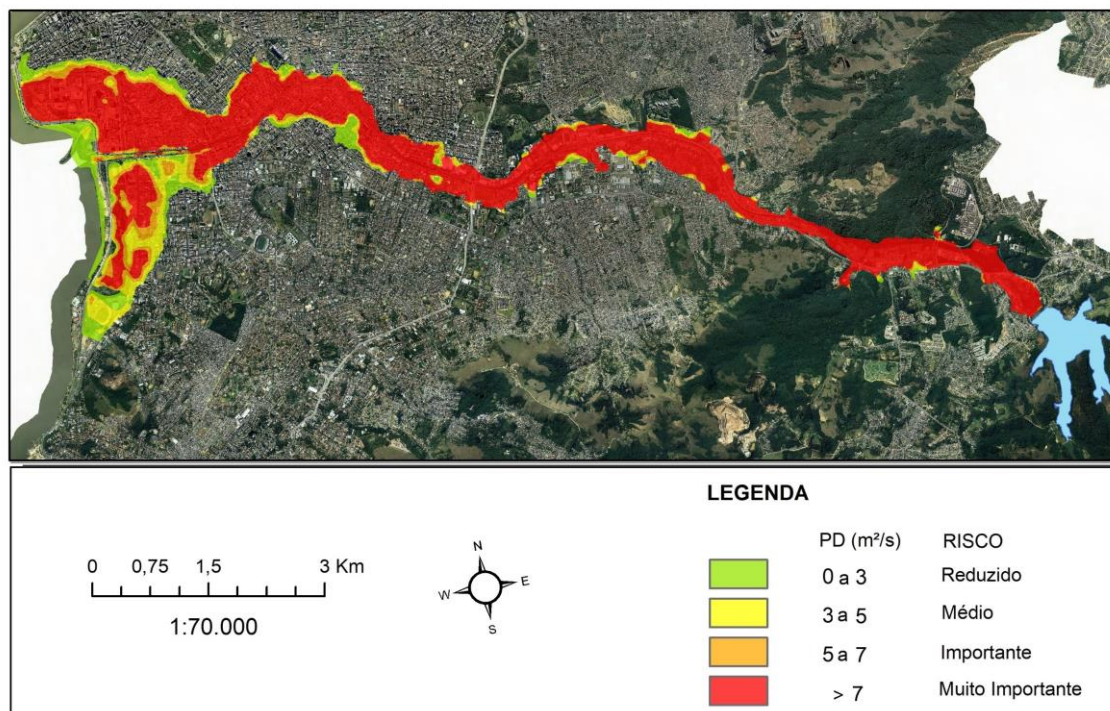 LEGENDA
PD (m²/s) RISCO
0 a 3 Reduzido
3 a 5 Médio
5 a 7 Importante
> 7 Muito Importante
0 0,75 1,5 3 Km
1:70.000
N
W E
S